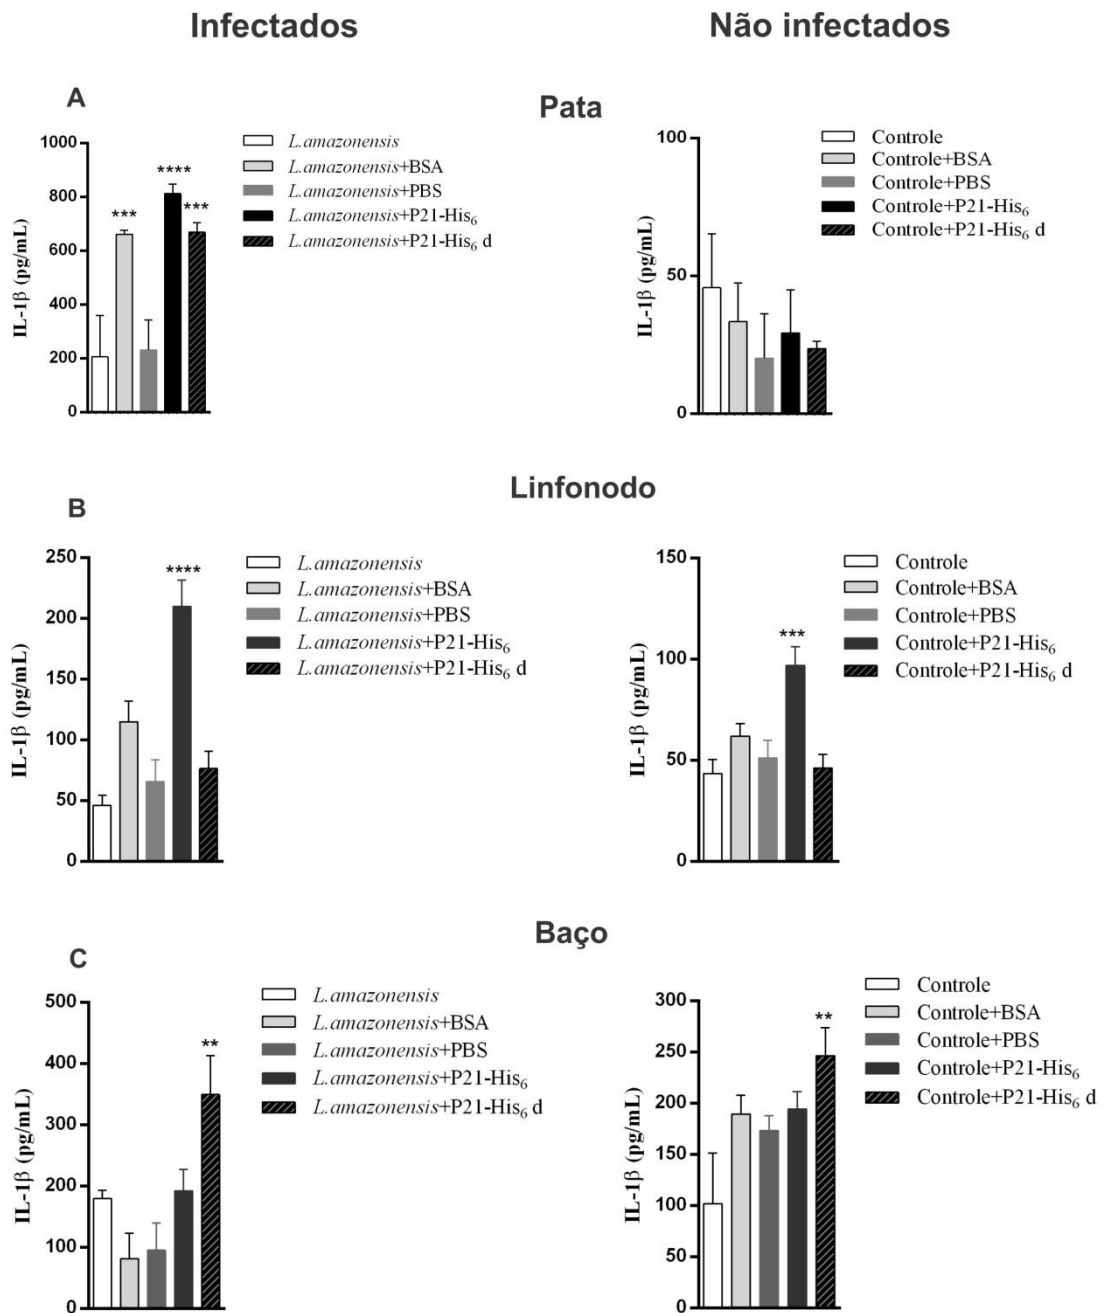 Infectados
Não infectados
A
Pata
1000
800
600
400
200
0
IL-1β (pg/mL)
***
****
***
L.amazonensis
L.amazonensis+BSA
L.amazonensis+PBS
L.amazonensis+P21-His₆
L.amazonensis+P21-His₆ d
100
50
0
IL-1β (pg/mL)
Controle
Controle+BSA
Controle+PBS
Controle+P21-His₆
Controle+P21-His₆ d
B
Linfonodo
250
200
150
100
50
0
IL-1β (pg/mL)
****
L.amazonensis
L.amazonensis+BSA
L.amazonensis+PBS
L.amazonensis+P21-His₆
L.amazonensis+P21-His₆ d
150
100
50
0
IL-1β (pg/mL)
***
Controle
Controle+BSA
Controle+PBS
Controle+P21-His₆
Controle+P21-His₆ d
C
Baço
500
400
300
200
100
0
IL-1β (pg/mL)
**
L.amazonensis
L.amazonensis+BSA
L.amazonensis+PBS
L.amazonensis+P21-His₆
L.amazonensis+P21-His₆ d
300
250
200
150
100
50
0
IL-1β (pg/mL)
**
Controle
Controle+BSA
Controle+PBS
Controle+P21-His₆
Controle+P21-His₆ d